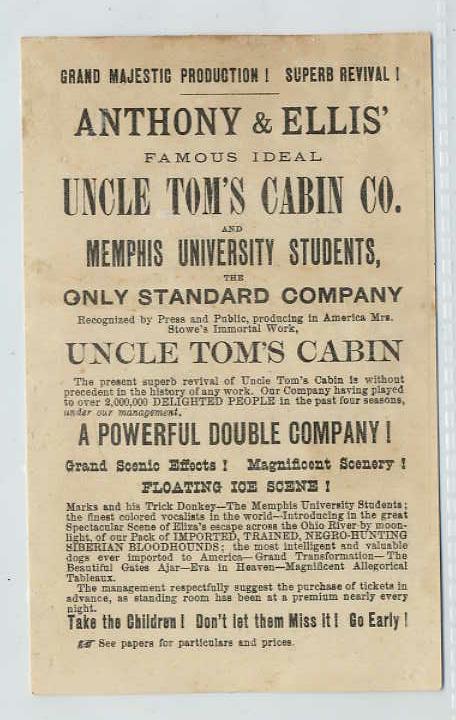 GRAND MAJESTIC PRODUCTION! SUPERB REVIVAL!
ANTHONY & ELLIS'
FAMOUS IDEAL
UNCLE TOM'S CABIN CO.
AND
MEMPHIS UNIVERSITY STUDENTS,
THE
ONLY STANDARD COMPANY
Recognized by Press and Public, producing in America Mrs.
Stowe's Immortal Work,
UNCLE TOM'S CABIN
The present superb revival of Uncle Tom's Cabin is without
precedent in the history of any work. Our Company having played
to over 2,000,000 DELIGHTED PEOPLE in the past four seasons,
under our management.
A POWERFUL DOUBLE COMPANY!
Grand Scenic Effects! Magnificent Scenery!
FLOATING ICE SCENE!
Marks and his Trick Donkey—The Memphis University Students;
the finest colored vocalists in the world—Introducing in the great
Spectacular Scene of Eliza's escape across the Ohio River by moon-
light, of our Pack of IMPORTED, TRAINED, NEGRO-HUNTING
SIBERIAN BLOODHOUNDS; the most intelligent and valuable
dogs ever imported to America—Grand Transformation—The
Beautiful Gates Ajar—Eva in Heaven—Magnificent Allegorical
Tableaux.
The management respectfully suggest the purchase of tickets in
advance, as standing room has been at a premium nearly every
night.
Take the Children! Don't let them Miss it! Go Early!
☞ See papers for particulars and prices.